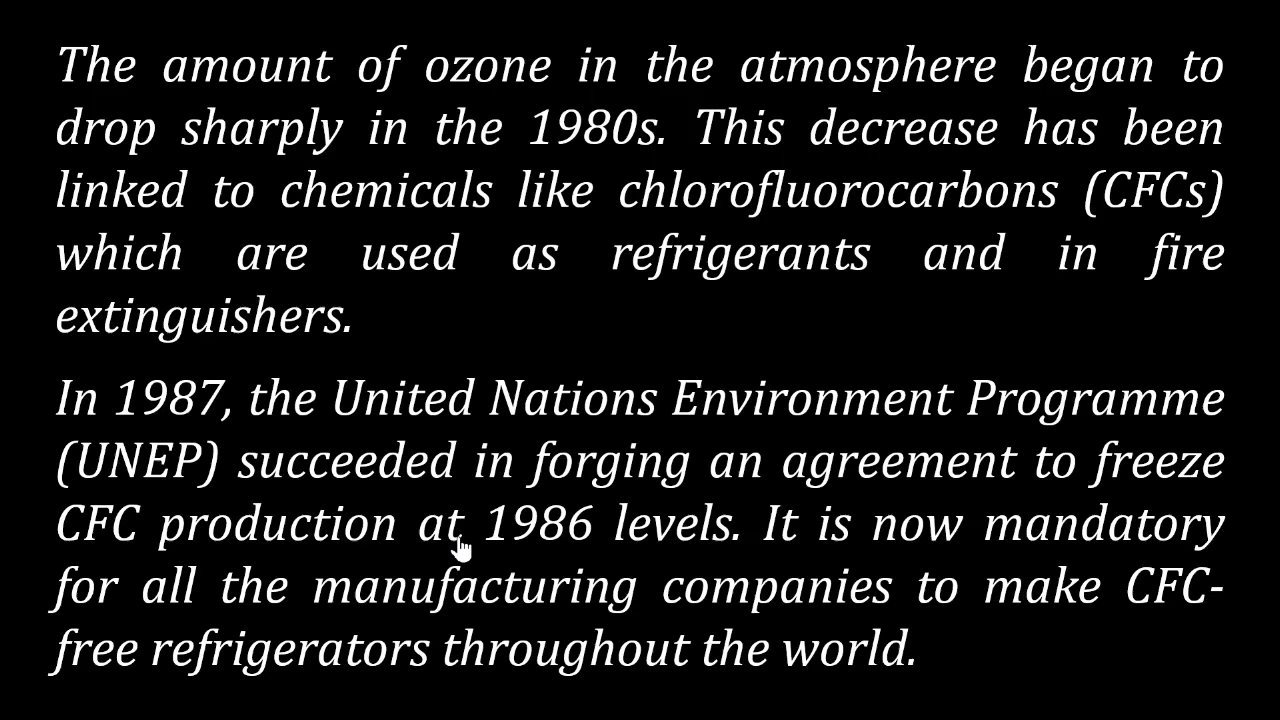 The amount of ozone in the atmosphere began to
drop sharply in the 1980s. This decrease has been
linked to chemicals like chlorofluorocarbons (CFCs)
which are used as refrigerants and in fire
extinguishers.
In 1987, the United Nations Environment Programme
(UNEP) succeeded in forging an agreement to freeze
CFC production at 1986 levels. It is now mandatory
for all the manufacturing companies to make CFC-
free refrigerators throughout the world.